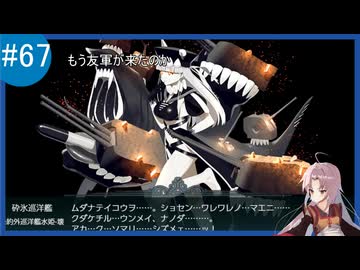 #67
もう友軍が来たのか
砕氷巡洋艦
-釣外巡洋艦水姫-壊
ムダナテイコウヲ……。ショセン…ワレワレノ…マエニ……
クダケチル…ウンメイ、ナノダ………。
アカ…ク…ソマリ……シズメェ……ッ！